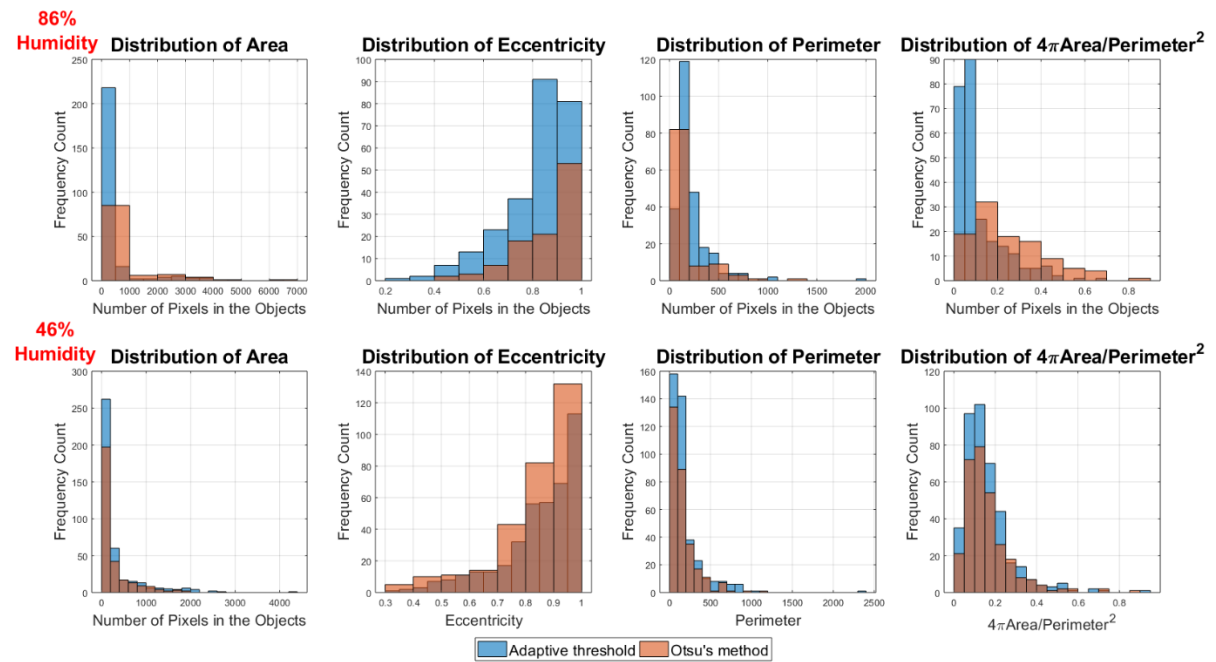 86%
Humidity
Distribution of Area
Distribution of Eccentricity
Distribution of Perimeter
Distribution of 4πArea/Perimeter²
Frequency Count
250
200
150
100
50
0
0 1000 2000 3000 4000 5000 6000 7000
Number of Pixels in the Objects
Frequency Count
100
90
80
70
60
50
40
30
20
10
0
0.2 0.4 0.6 0.8 1
Number of Pixels in the Objects
Frequency Count
120
100
80
60
40
20
0
0 500 1000 1500 2000
Number of Pixels in the Objects
Frequency Count
90
80
70
60
50
40
30
20
10
0
0 0.2 0.4 0.6 0.8
Number of Pixels in the Objects
46%
Humidity
Distribution of Area
Distribution of Eccentricity
Distribution of Perimeter
Distribution of 4πArea/Perimeter²
Frequency Count
300
250
200
150
100
50
0
0 1000 2000 3000 4000
Number of Pixels in the Objects
Frequency Count
140
120
100
80
60
40
20
0
0.3 0.4 0.5 0.6 0.7 0.8 0.9 1
Eccentricity
Frequency Count
160
140
120
100
80
60
40
20
0
0 500 1000 1500 2000 2500
Perimeter
Frequency Count
120
100
80
60
40
20
0
0 0.2 0.4 0.6 0.8
4πArea/Perimeter²
Adaptive threshold
Otsu's method